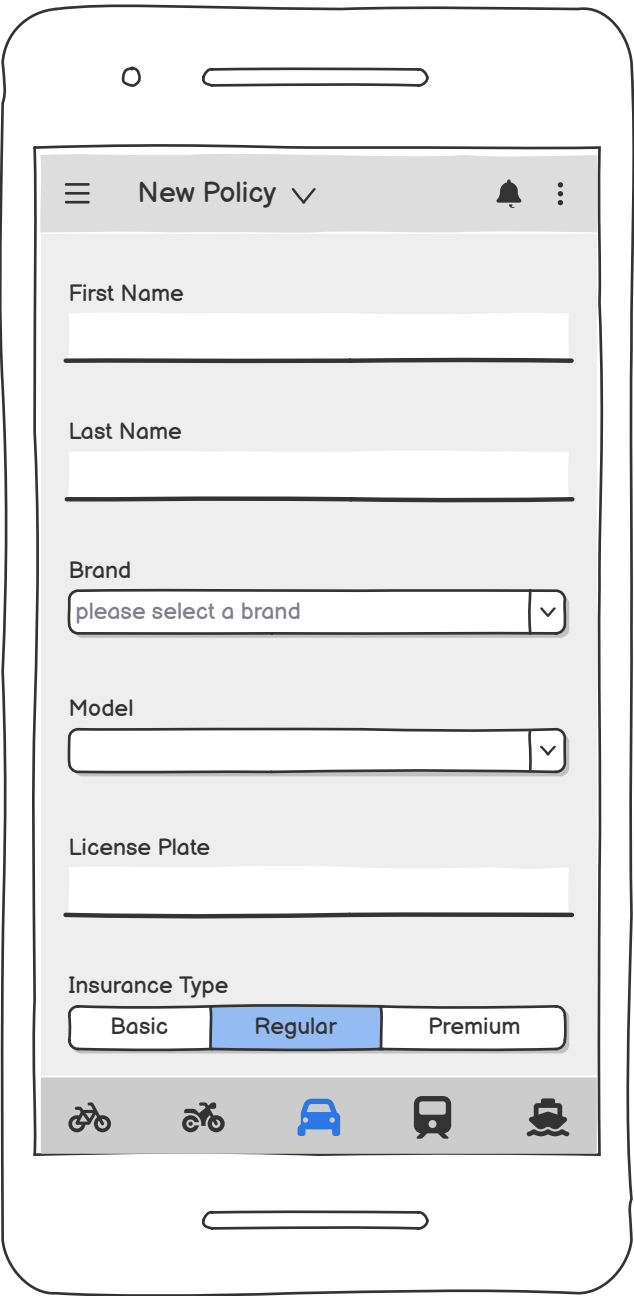 New Policy
First Name
Last Name
Brand
please select a brand
Model
License Plate
Insurance Type
Basic Regular Premium